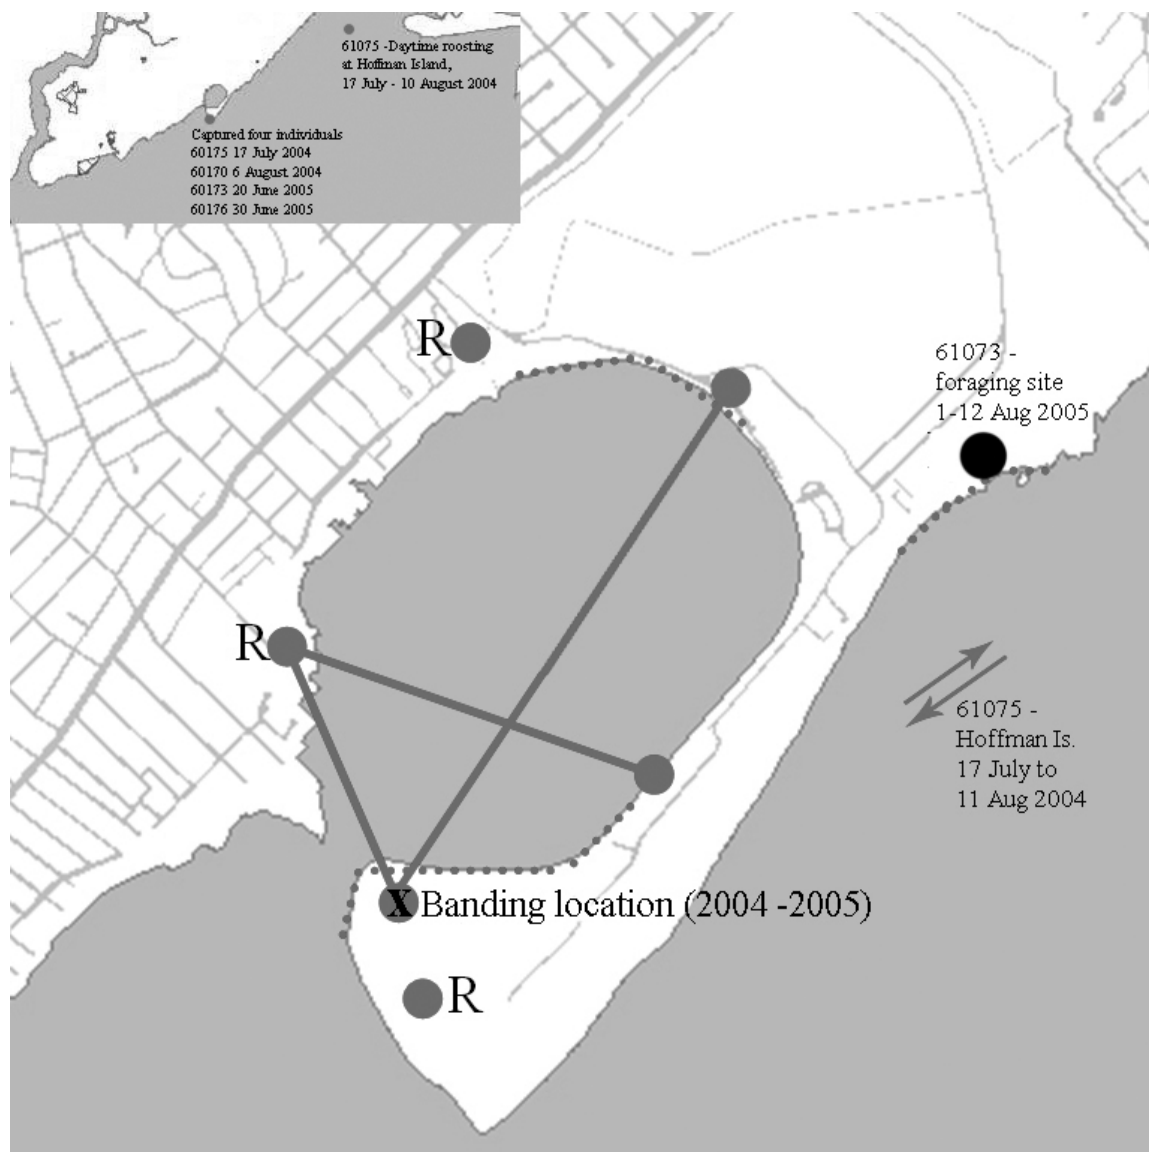 61075 -Daytime roosting
at Hoffman Island,
17 July - 10 August 2004
Captured four individuals
60175 17 July 2004
60170 6 August 2004
60173 20 June 2005
60176 30 June 2005
R
61073 -
foraging site
1-12 Aug 2005
R
61075 -
Hoffman Is.
17 July to
11 Aug 2004
X Banding location (2004 -2005)
R